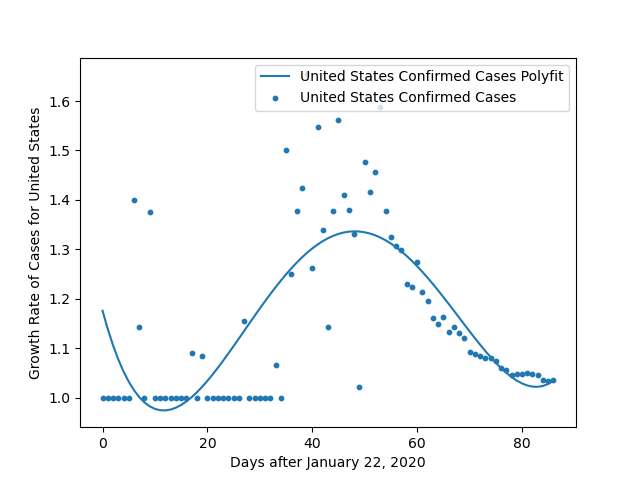 United States Confirmed Cases Polyfit
United States Confirmed Cases
Growth Rate of Cases for United States
1.6
1.5
1.4
1.3
1.2
1.1
1.0
0 20 40 60 80
Days after January 22, 2020